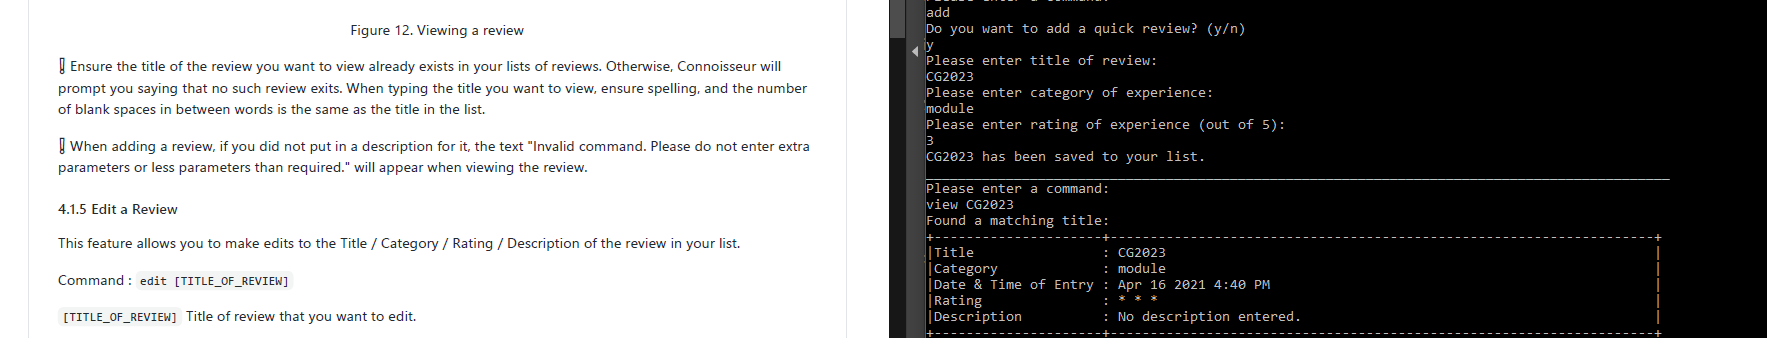 Figure 12. Viewing a review
Ensure the title of the review you want to view already exists in your lists of reviews. Otherwise, Connoisseur will
prompt you saying that no such review exits. When typing the title you want to view, ensure spelling, and the number
of blank spaces in between words is the same as the title in the list.
When adding a review, if you did not put in a description for it, the text "Invalid command. Please do not enter extra
parameters or less parameters than required." will appear when viewing the review.
4.1.5 Edit a Review
This feature allows you to make edits to the Title / Category / Rating / Description of the review in your list.
Command : edit [TITLE_OF_REVIEW]
[TITLE_OF_REVIEW] Title of review that you want to edit.
add
Do you want to add a quick review? (y/n)
y
Please enter title of review:
CG2023
Please enter category of experience:
module
Please enter rating of experience (out of 5):
3
CG2023 has been saved to your list.
Please enter a command:
view CG2023
Found a matching title:
|Title : CG2023 |
|Category : module |
|Date & Time of Entry : Apr 16 2021 4:40 PM |
|Rating : * * * |
|Description : No description entered. |